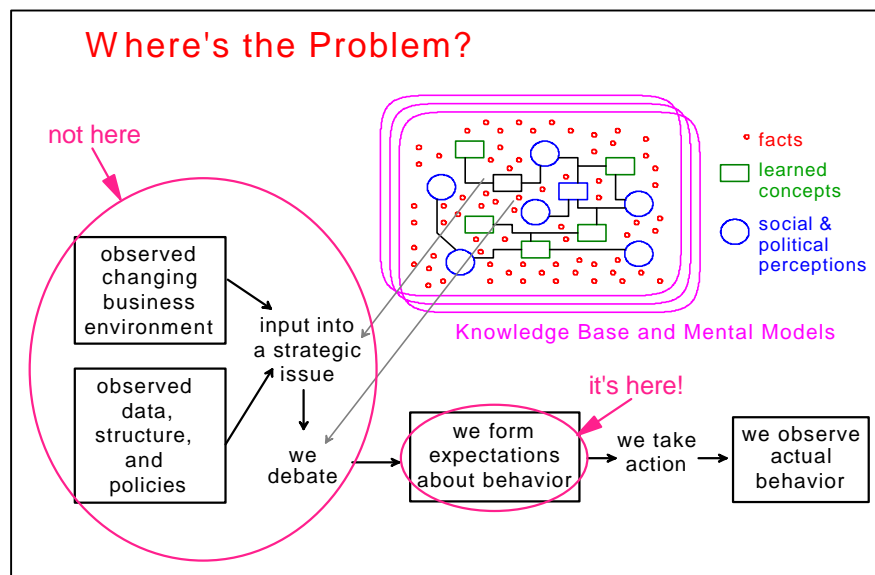 Where's the Problem?
not here
facts
learned
concepts
social &
political
perceptions
Knowledge Base and Mental Models
observed
changing
business
environment
input into
a strategic
issue
observed
data,
structure,
and
policies
we
debate
it's here!
we form
expectations
about behavior
we take
action
we observe
actual
behavior